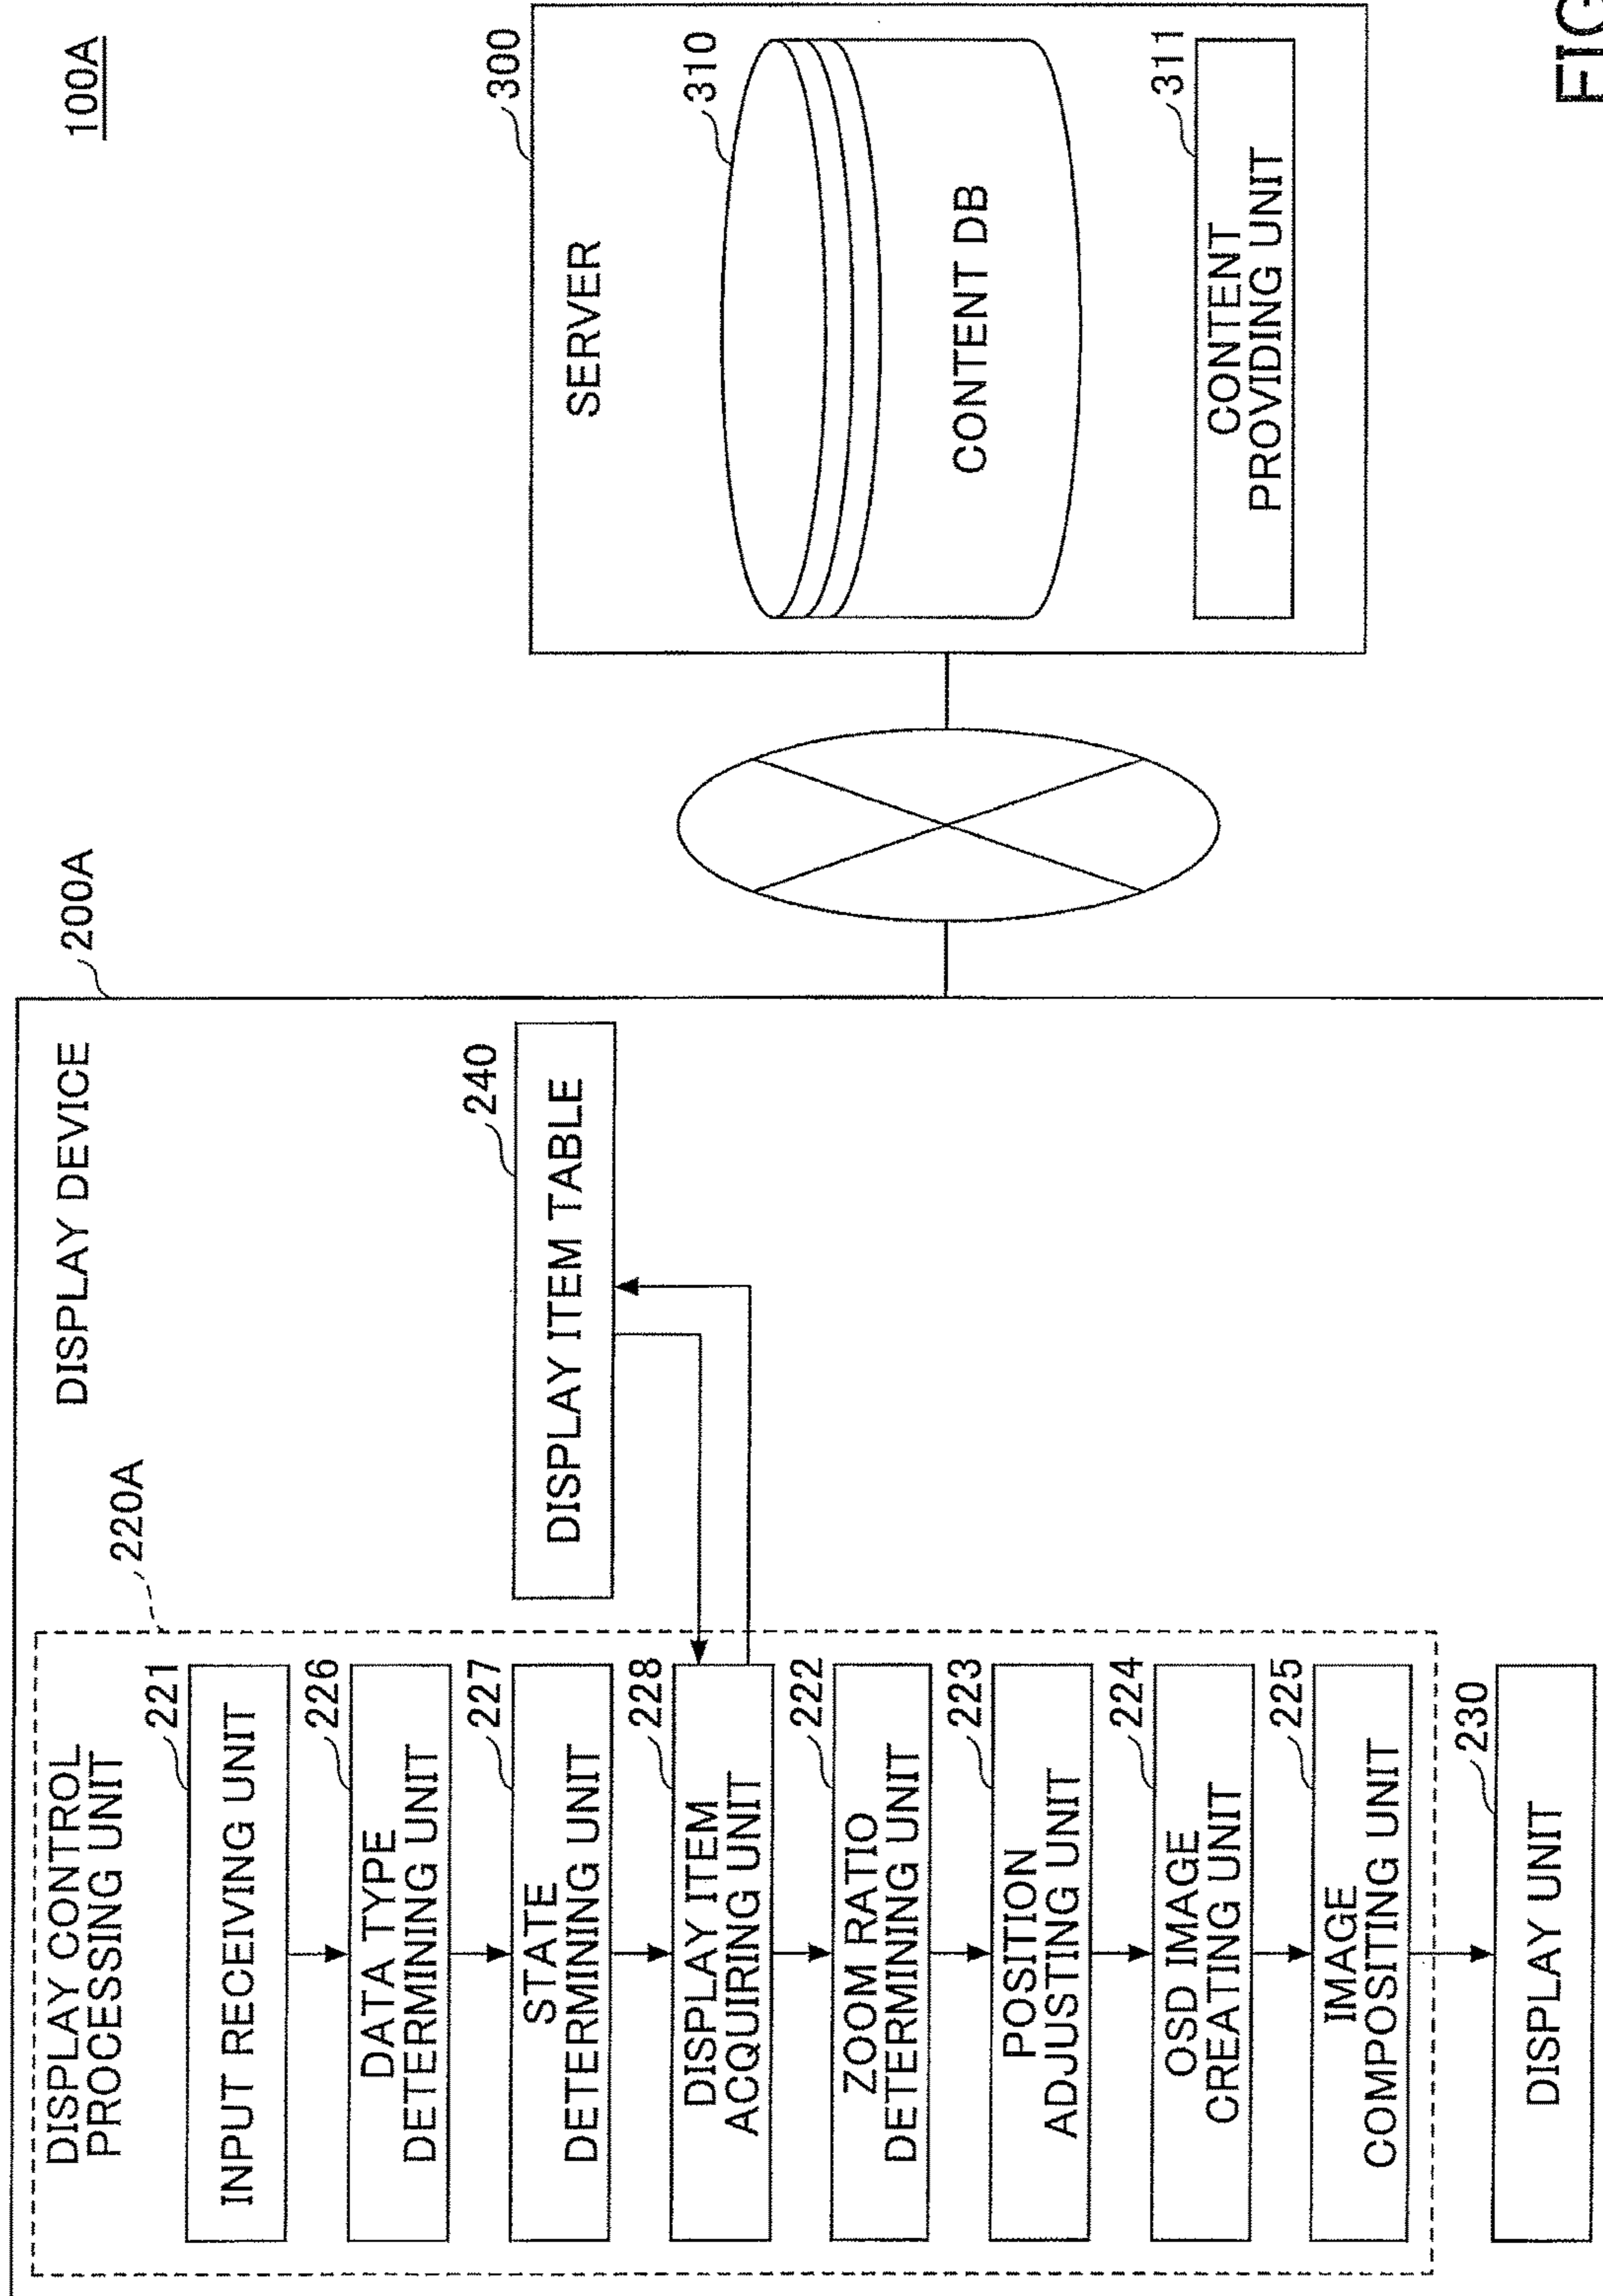 100A
DISPLAY DEVICE
200A
DISPLAY CONTROL
PROCESSING UNIT
220A
221
INPUT RECEIVING UNIT
226
DATA TYPE
DETERMINING UNIT
227
STATE
DETERMINING UNIT
228
DISPLAY ITEM
ACQUIRING UNIT
222
ZOOM RATIO
DETERMINING UNIT
223
POSITION
ADJUSTING UNIT
224
OSD IMAGE
CREATING UNIT
225
IMAGE
COMPOSITING UNIT
230
DISPLAY UNIT
240
DISPLAY ITEM TABLE
300
SERVER
310
CONTENT DB
311
CONTENT
PROVIDING UNIT